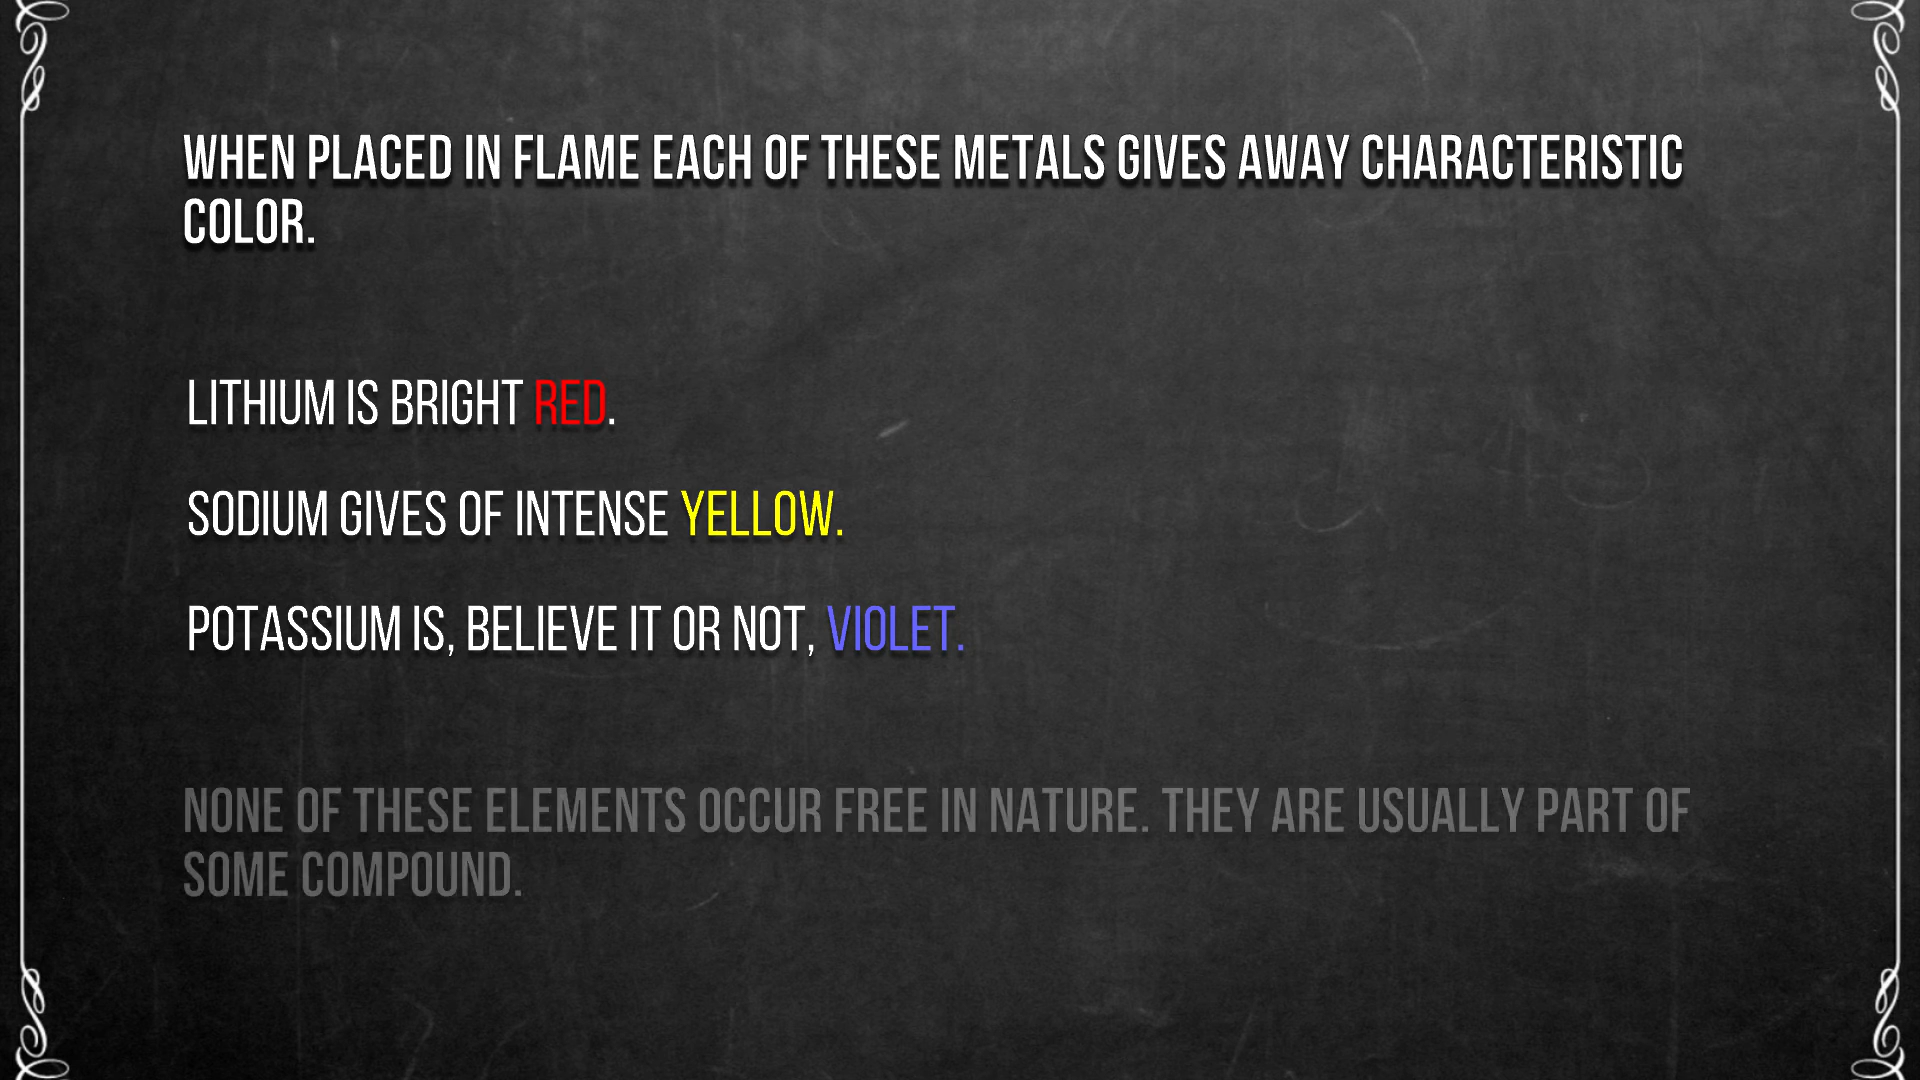 WHEN PLACED IN FLAME EACH OF THESE METALS GIVES AWAY CHARACTERISTIC
COLOR.
LITHIUM IS BRIGHT RED.
SODIUM GIVES OF INTENSE YELLOW.
POTASSIUM IS, BELIEVE IT OR NOT, VIOLET.
NONE OF THESE ELEMENTS OCCUR FREE IN NATURE. THEY ARE USUALLY PART OF
SOME COMPOUND.